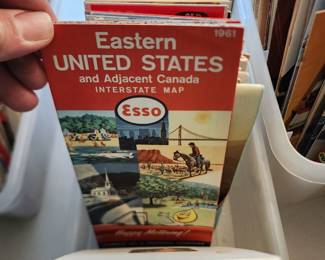 1961
Eastern
UNITED STATES
and Adjacent Canada
INTERSTATE MAP
Esso
Happy Motoring!